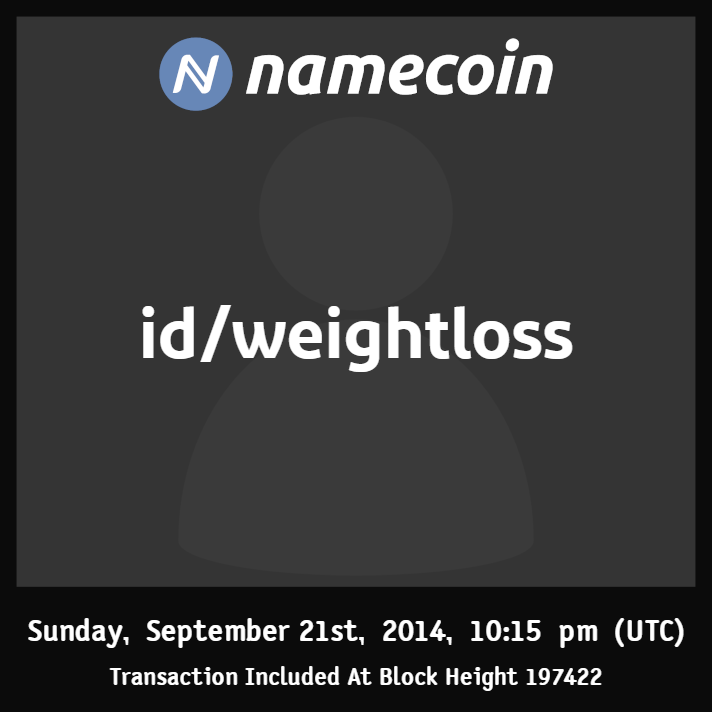 namecoin
id/weightloss
Sunday, September 21st, 2014, 10:15 pm (UTC)
Transaction Included At Block Height 197422